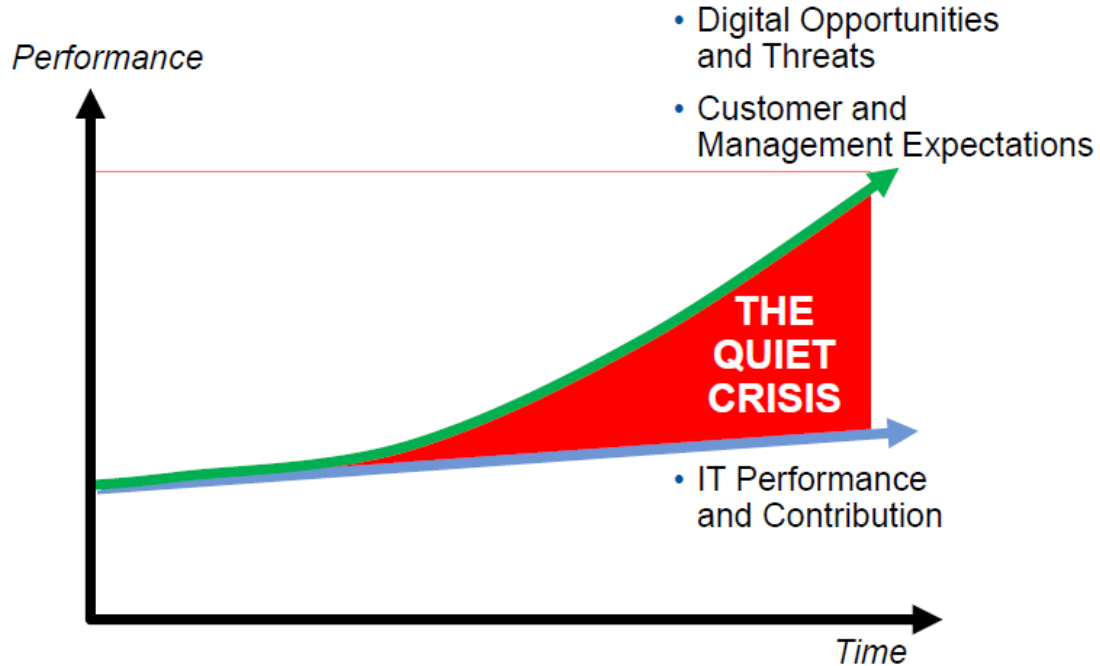 Performance
• Digital Opportunities
and Threats
• Customer and
Management Expectations
THE
QUIET
CRISIS
• IT Performance
and Contribution
Time